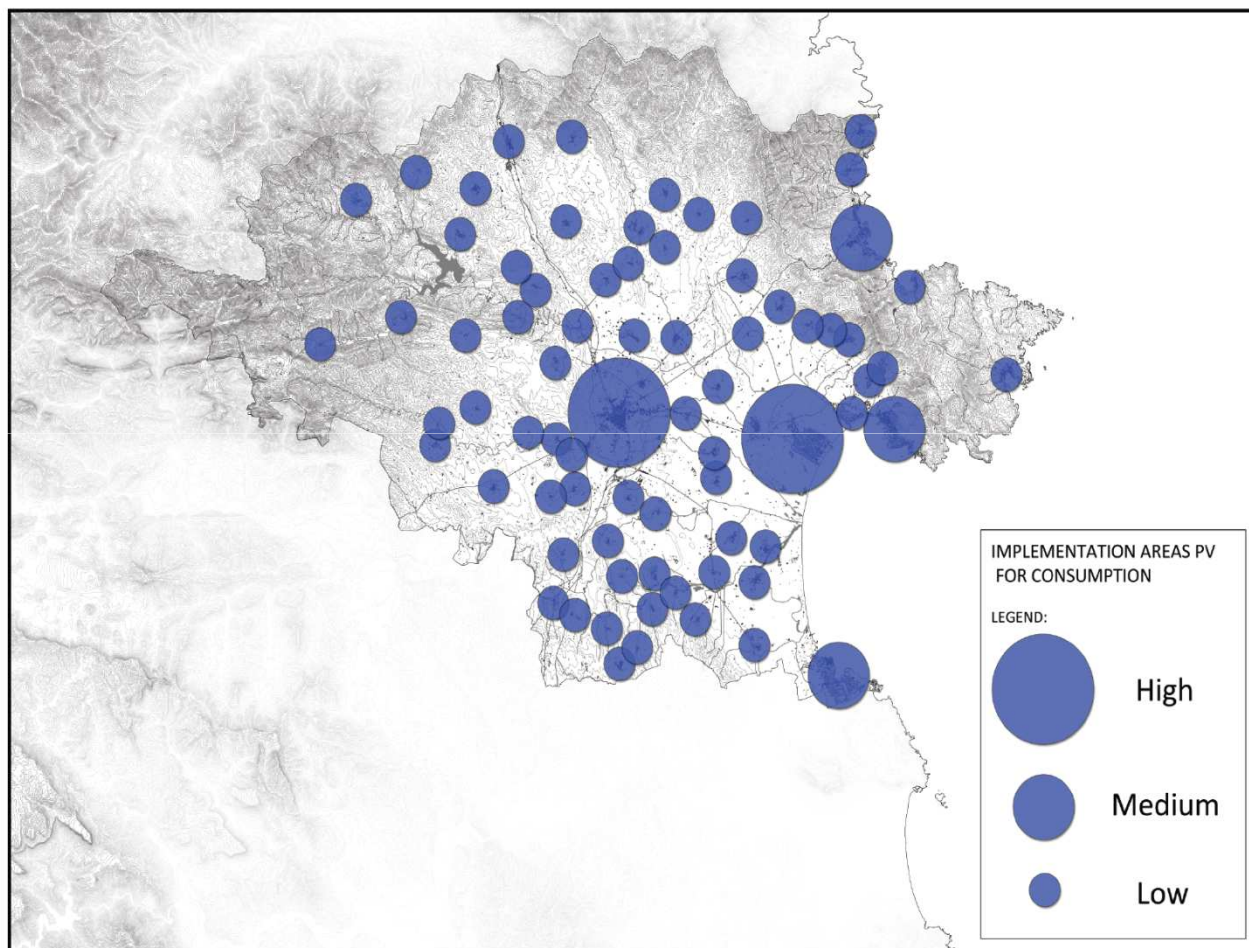 IMPLEMENTATION AREAS PV
FOR CONSUMPTION
LEGEND:
High
Medium
Low